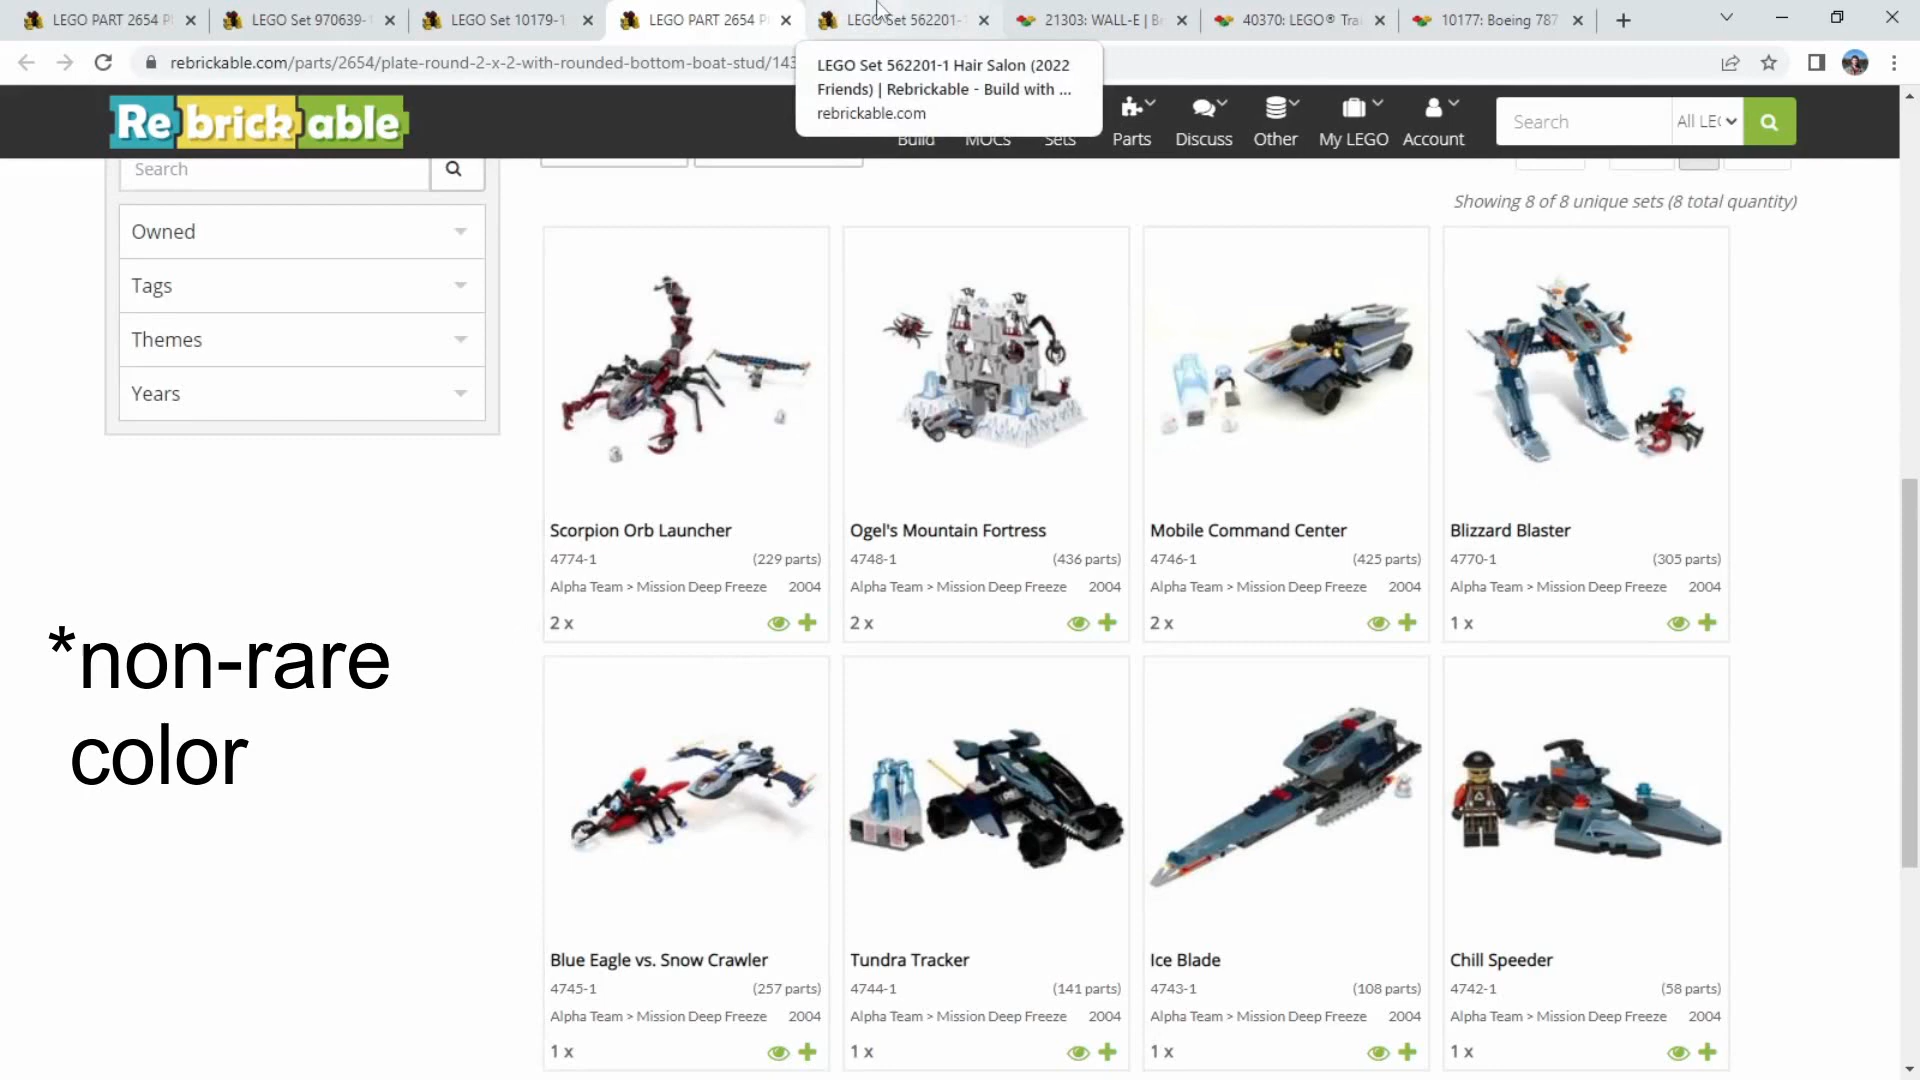 LEGO PART 2654 P
LEGO Set 970639-1
LEGO Set 10179-1
LEGO PART 2654 P
LEGO Set 562201-1
21303: WALL-E | B
40370: LEGO® Trai
10177: Boeing 787
rebrickable.com/parts/2654/plate-round-2-x-2-with-rounded-bottom-boat-stud/143
LEGO Set 562201-1 Hair Salon (2022
Friends) | Rebrickable - Build with ...
rebrickable.com
Rebrickable
Build
MOCs
Sets
Parts
Discuss
Other
My LEGO
Account
Search
All LE
Search
Owned
Tags
Themes
Years
Showing 8 of 8 unique sets (8 total quantity)
Scorpion Orb Launcher
4774-1 (229 parts)
Alpha Team > Mission Deep Freeze 2004
2 x
Ogel's Mountain Fortress
4748-1 (436 parts)
Alpha Team > Mission Deep Freeze 2004
2 x
Mobile Command Center
4746-1 (425 parts)
Alpha Team > Mission Deep Freeze 2004
2 x
Blizzard Blaster
4770-1 (305 parts)
Alpha Team > Mission Deep Freeze 2004
1 x
*non-rare
color
Blue Eagle vs. Snow Crawler
4745-1 (257 parts)
Alpha Team > Mission Deep Freeze 2004
1 x
Tundra Tracker
4744-1 (141 parts)
Alpha Team > Mission Deep Freeze 2004
1 x
Ice Blade
4743-1 (108 parts)
Alpha Team > Mission Deep Freeze 2004
1 x
Chill Speeder
4742-1 (58 parts)
Alpha Team > Mission Deep Freeze 2004
1 x